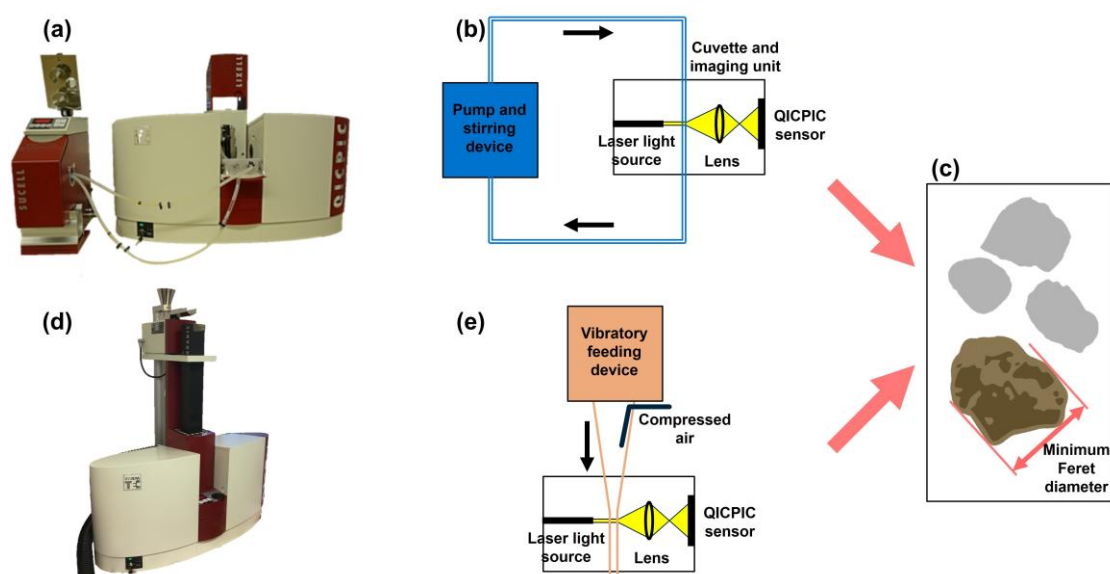 (a)
SUCELL
LIXELL
QICPIC
(b)
Pump and
stirring
device
Cuvette and
imaging unit
Laser light
source
Lens
QICPIC
sensor
(c)
Minimum
Feret
diameter
(d)
(e)
Vibratory
feeding
device
Compressed
air
Laser light
source
Lens
QICPIC
sensor